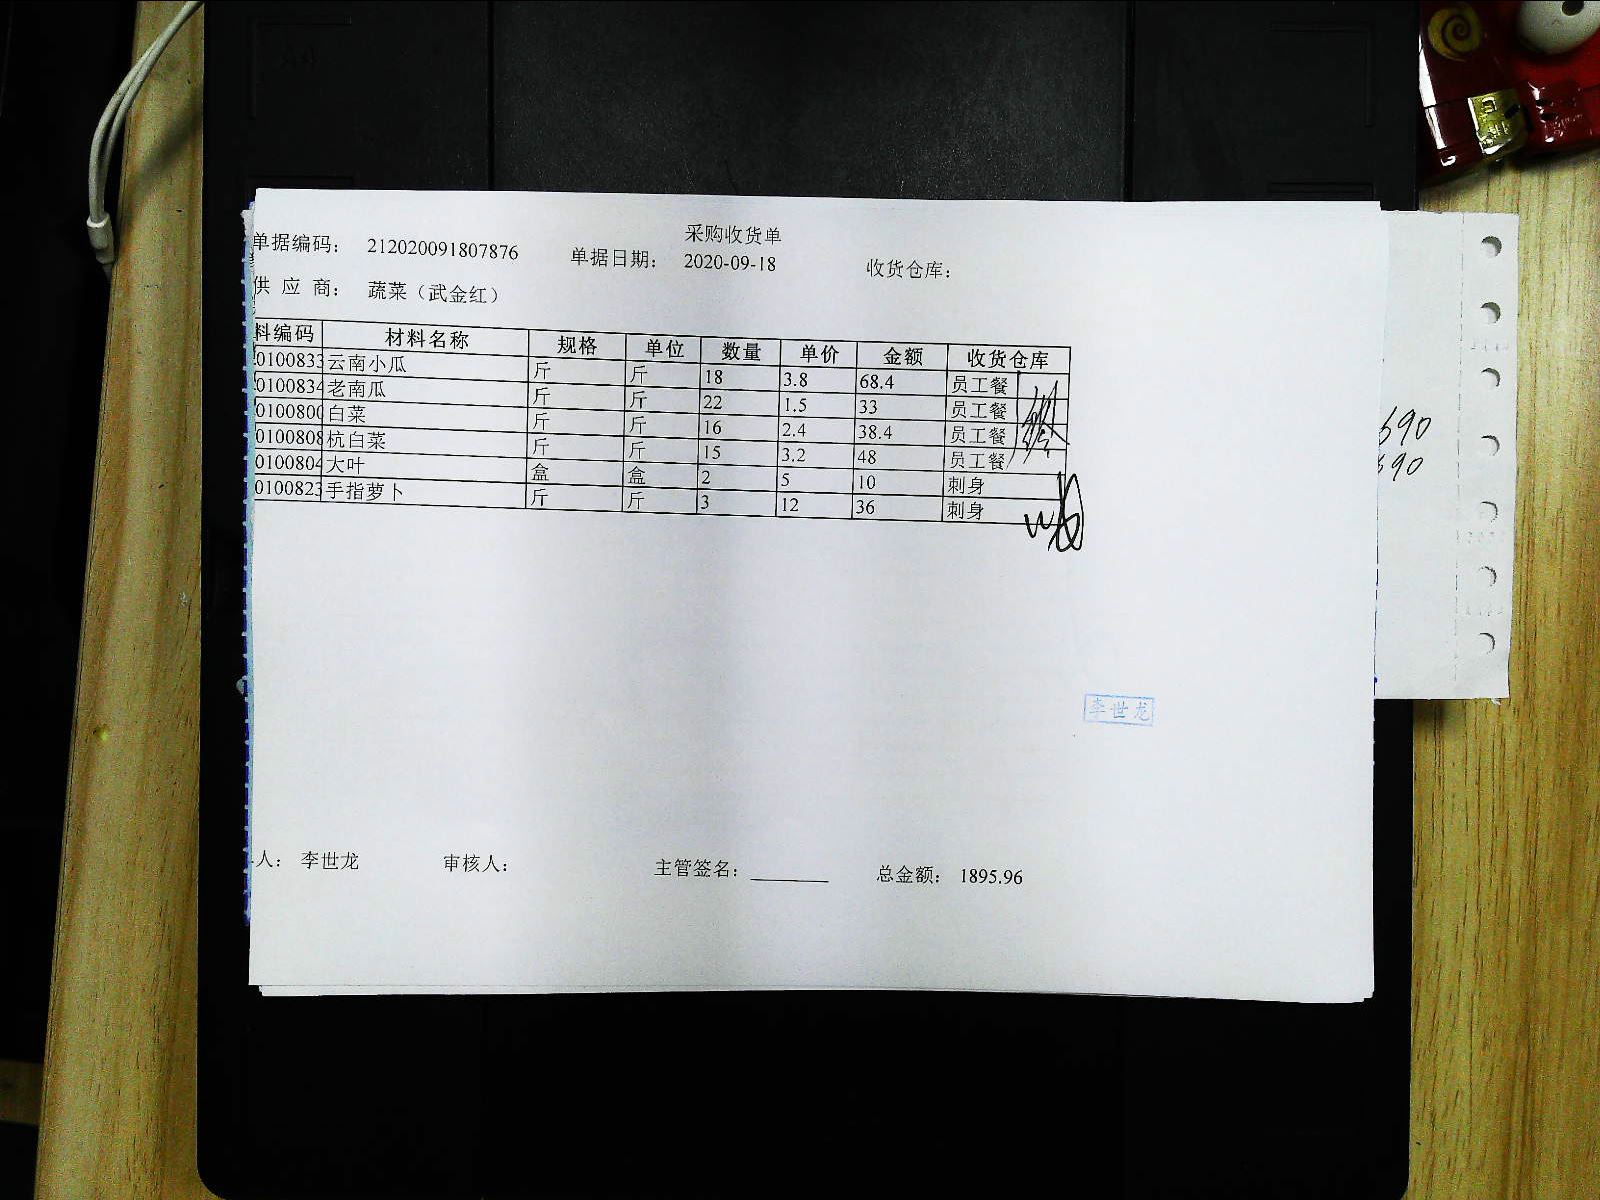 采购收货单
单据编码： 212020091807876 单据日期： 2020-09-18 收货仓库：
供 应 商： 蔬菜（武金红）
料编码 材料名称 规格 单位 数量 单价 金额 收货仓库
0100833 云南小瓜 斤 斤 18 3.8 68.4 员工餐
0100834 老南瓜 斤 斤 22 1.5 33 员工餐
0100800 白菜 斤 斤 16 2.4 38.4 员工餐
0100808 杭白菜 斤 斤 15 3.2 48 员工餐
0100804 大叶 盒 盒 2 5 10 刺身
0100823 手指萝卜 斤 斤 3 12 36 刺身
690
690
李世龙
人： 李世龙 审核人： 主管签名： 总金额： 1895.96